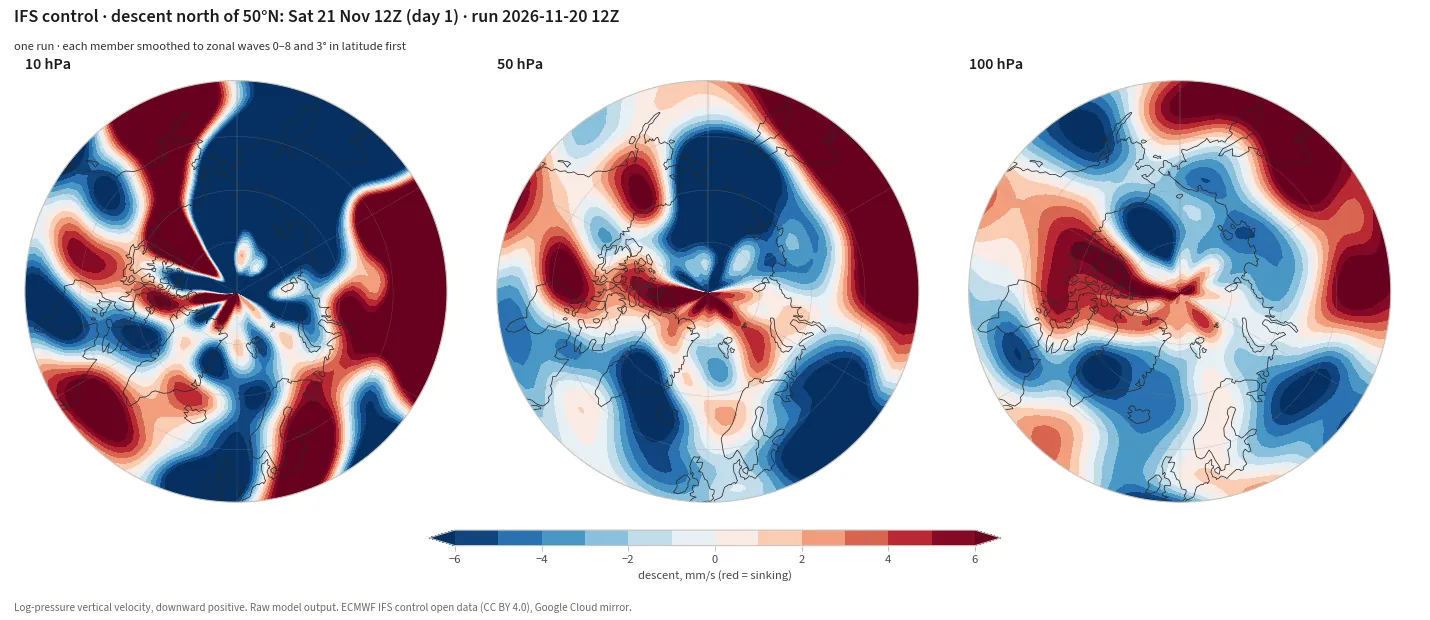 IFS control · descent north of 50°N: Sat 21 Nov 12Z (day 1) · run 2026-11-20 12Z
one run · each member smoothed to zonal waves 0–8 and 3° in latitude first
10 hPa
50 hPa
100 hPa
−6 −4 −2 0 2 4 6
descent, mm/s (red = sinking)
Log-pressure vertical velocity, downward positive. Raw model output. ECMWF IFS control open data (CC BY 4.0), Google Cloud mirror.